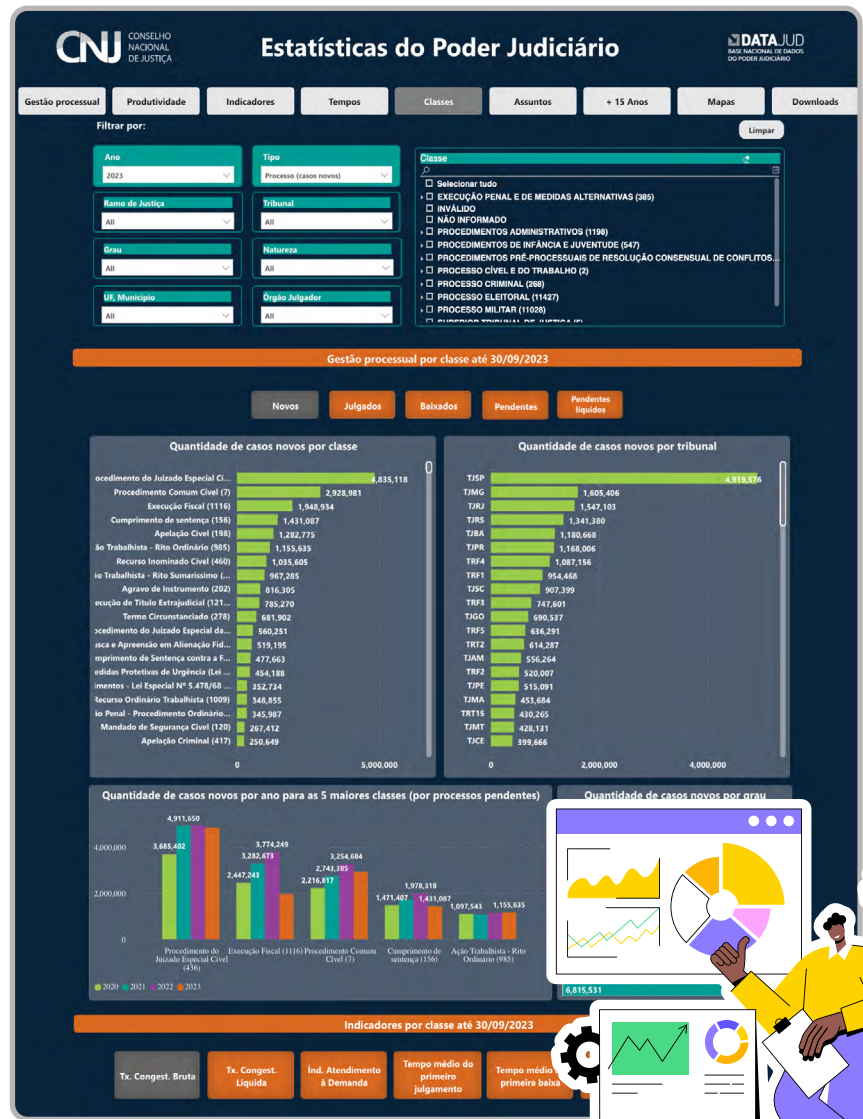 CNJ
CONSELHO
NACIONAL
DE JUSTIÇA
Estatísticas do Poder Judiciário
DATAJUD
BASE NACIONAL DE DADOS
DO PODER JUDICIÁRIO
Gestão processual Produtividade Indicadores Tempos Classes Assuntos + 15 Anos Mapas Downloads
Filtrar por:
Limpar
Ano
2023
Tipo
Processo (casos novos)
Ramo de Justiça
All
Tribunal
All
Grau
All
Natureza
All
UF, Município
All
Órgão Julgador
All
Classe
Selecionar tudo
EXECUÇÃO PENAL E DE MEDIDAS ALTERNATIVAS (385)
INVÁLIDO
NÃO INFORMADO
PROCEDIMENTOS ADMINISTRATIVOS (1198)
PROCEDIMENTOS DE INFÂNCIA E JUVENTUDE (547)
PROCEDIMENTOS PRÉ-PROCESSUAIS DE RESOLUÇÃO CONSENSUAL DE CONFLITOS...
PROCESSO CÍVEL E DO TRABALHO (2)
PROCESSO CRIMINAL (268)
PROCESSO ELEITORAL (11427)
PROCESSO MILITAR (11028)
SUPERIOR TRIBUNAL DE JUSTIÇA (5)
Gestão processual por classe até 30/09/2023
Novos Julgados Baixados Pendentes Pendentes
líquidos
Quantidade de casos novos por classe
ocedimento do Juizado Especial Cí... 4,835,118
Procedimento Comum Cível (7) 2,928,981
Execução Fiscal (1116) 1,948,934
Cumprimento de sentença (156) 1,431,087
Apelação Cível (198) 1,282,775
ão Trabalhista - Rito Ordinário (985) 1,155,635
Recurso Inominado Cível (460) 1,035,605
io Trabalhista - Rito Sumaríssimo (... 967,285
Agravo de Instrumento (202) 816,305
ecução de Título Extrajudicial (121... 785,270
Termo Circunstanciado (278) 681,902
ocedimento do Juizado Especial da... 560,251
usca e Apreensão em Alienação Fid... 519,195
mprimento de Sentença contra a F... 477,663
edidas Protetivas de Urgência (Lei ... 454,188
imentos - Lei Especial Nº 5.478/68 ... 352,734
Recurso Ordinário Trabalhista (1009) 348,855
ão Penal - Procedimento Ordinário... 345,987
Mandado de Segurança Cível (120) 267,412
Apelação Criminal (417) 250,649
0 5,000,000
Quantidade de casos novos por tribunal
TJSP 4,919,576
TJMG 1,605,406
TJRJ 1,547,103
TJRS 1,341,380
TJBA 1,180,668
TJPR 1,168,006
TRF4 1,087,156
TRF1 954,468
TJSC 907,399
TRF3 747,601
TJGO 690,537
TRF5 636,291
TRT2 614,287
TJAM 556,264
TRF2 520,007
TJPE 515,091
TJMA 453,684
TRT15 430,265
TJMT 428,131
TJCE 399,666
0 2,000,000 4,000,000
Quantidade de casos novos por ano para as 5 maiores classes (por processos pendentes)
4,000,000
2,000,000
0
3,685,402 4,911,650
2,447,243 3,282,673 3,774,249
2,216,817 2,743,385 3,254,684
1,471,407 1,978,318 1,431,087
1,097,543 1,155,635
Procedimento do
Juizado Especial Cível
(436)
Execução Fiscal (1116)
Procedimento Comum
Cível (7)
Cumprimento de
sentença (156)
Ação Trabalhista - Rito
Ordinário (985)
2020 2021 2022 2023
Quantidade de casos novos por grau
6,815,531
Indicadores por classe até 30/09/2023
Tx. Congest. Bruta
Tx. Congest.
Líquida
Índ. Atendimento
à Demanda
Tempo médio do
primeiro
julgamento
Tempo médio
primeira baixa